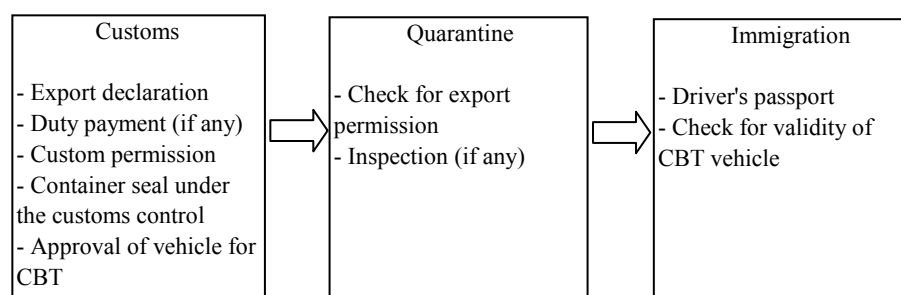 Customs
- Export declaration
- Duty payment (if any)
- Custom permission
- Container seal under
the customs control
- Approval of vehicle for
CBT
Quarantine
- Check for export
permission
- Inspection (if any)
Immigration
- Driver's passport
- Check for validity of
CBT vehicle